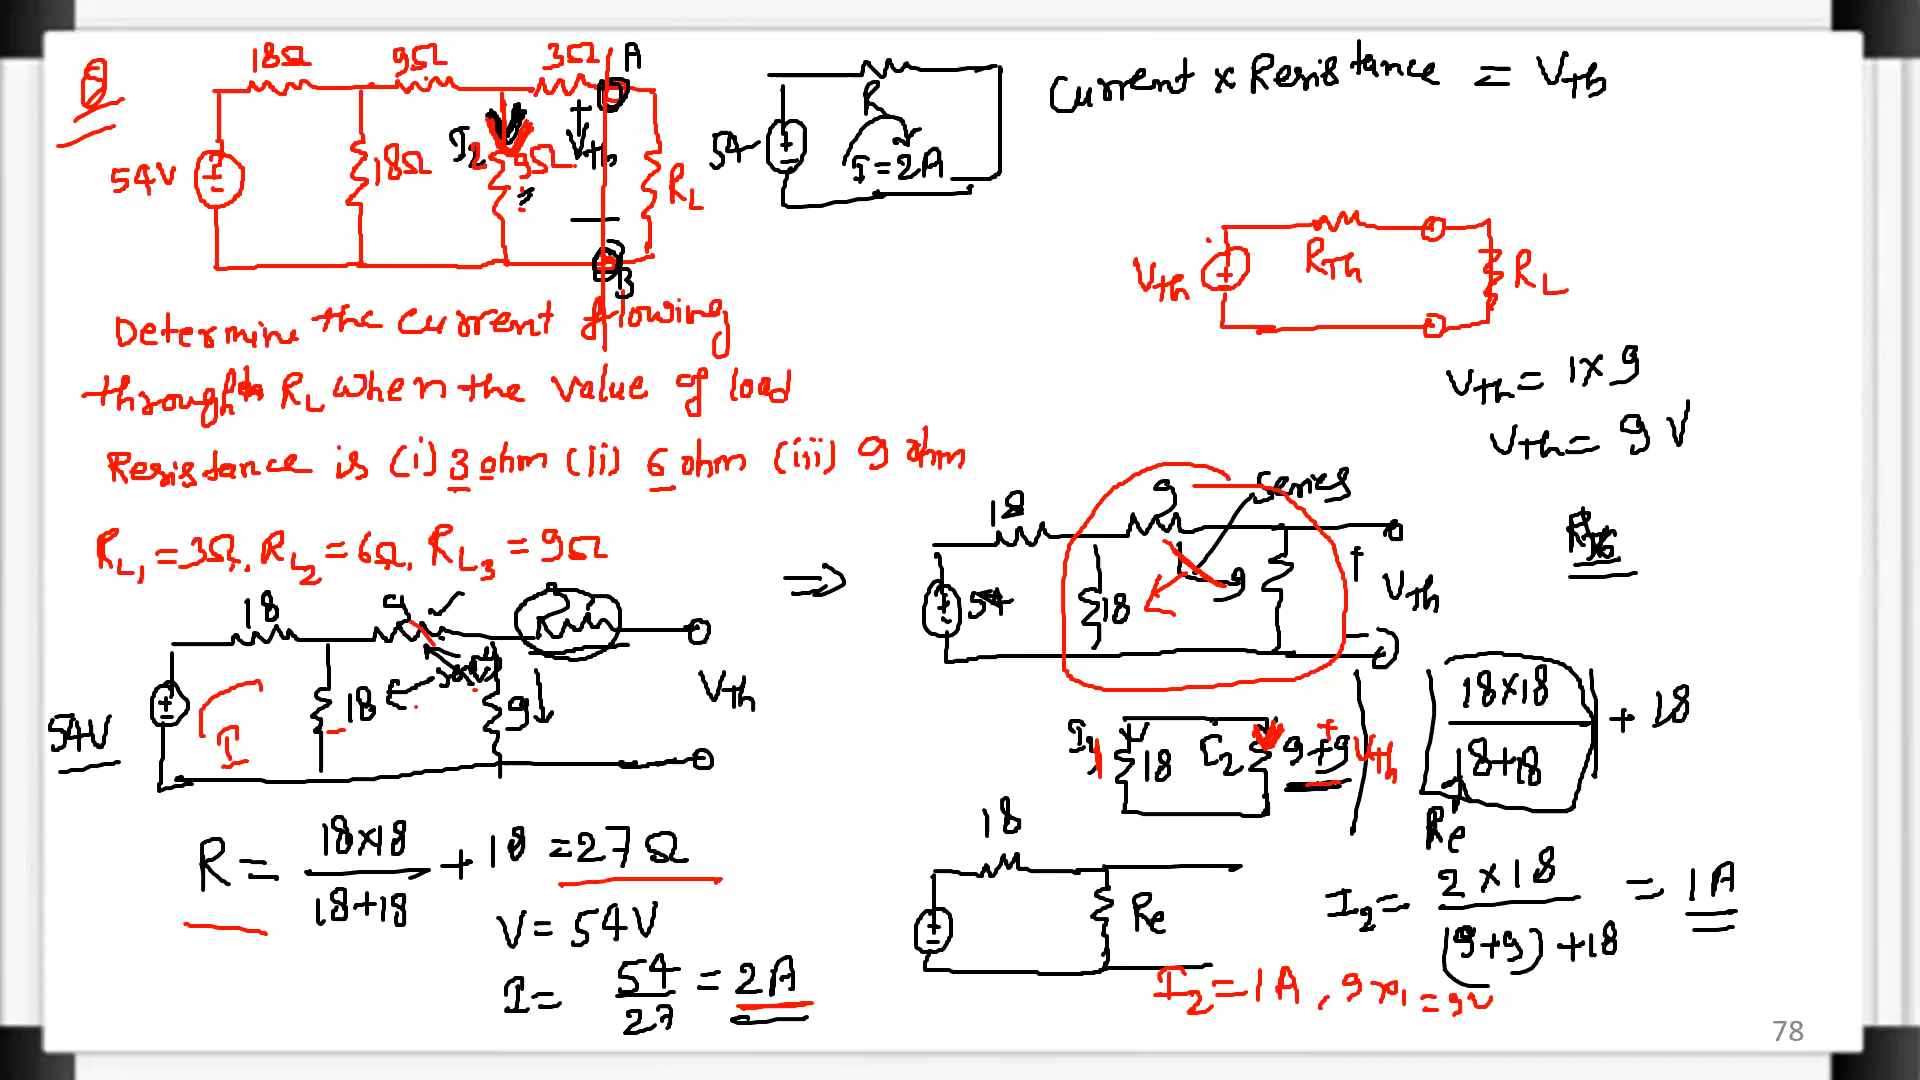 Q
18Ω 9Ω 3Ω A
54V 18Ω I2 9Ω + Vth RL
B
54 R I=2A
Current x Resistance = Vth
Vth RTh RL
Determine the current flowing
through RL when the value of load
Resistance is (i) 3 ohm (ii) 6 ohm (iii) 9 ohm
RL1 = 3Ω, RL2 = 6Ω, RL3 = 9Ω
Vth = 1x9
Vth = 9V
18 9 series
54 18 9 Vth
18 9
54V I 18 9 Vth
I1 18 I2 9+9 + Vth
18x18
18+18
+ 18
Re
R = 18x18 / 18+18 + 18 = 27Ω
V = 54V
I = 54/27 = 2A
18
Re
I2 = 2x18 / (9+9)+18 = 1A
I2 = 1A, 9x1 = 9V
78